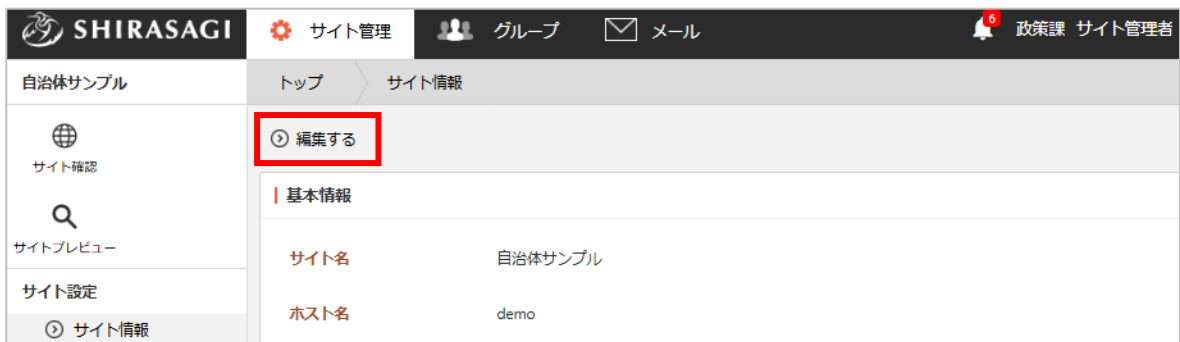 SHIRASAGI サイト管理 グループ メール 6 政策課 サイト管理者
自治体サンプル
トップ サイト情報
サイト確認
編集する
サイトプレビュー
基本情報
サイト名 自治体サンプル
サイト設定
ホスト名 demo
サイト情報